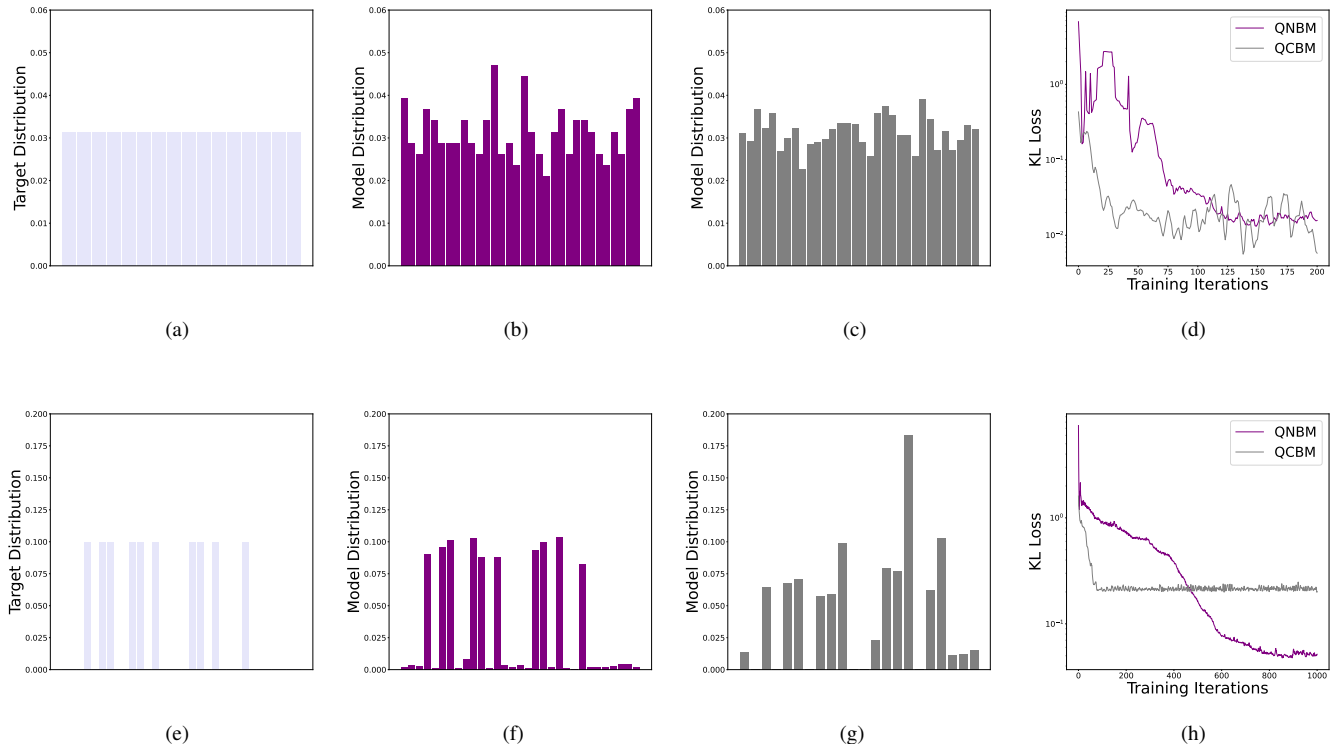 0.06
0.05
0.04
0.03
0.02
0.01
0.00
Target Distribution
(a)
0.06
0.05
0.04
0.03
0.02
0.01
0.00
Model Distribution
(b)
0.06
0.05
0.04
0.03
0.02
0.01
0.00
Model Distribution
(c)
QNBM
QCBM
10⁰
10⁻¹
10⁻²
KL Loss
0 25 50 75 100 125 150 175 200
Training Iterations
(d)
0.200
0.175
0.150
0.125
0.100
0.075
0.050
0.025
0.000
Target Distribution
(e)
0.200
0.175
0.150
0.125
0.100
0.075
0.050
0.025
0.000
Model Distribution
(f)
0.200
0.175
0.150
0.125
0.100
0.075
0.050
0.025
0.000
Model Distribution
(g)
QNBM
QCBM
10⁰
10⁻¹
KL Loss
0 200 400 600 800 1000
Training Iterations
(h)